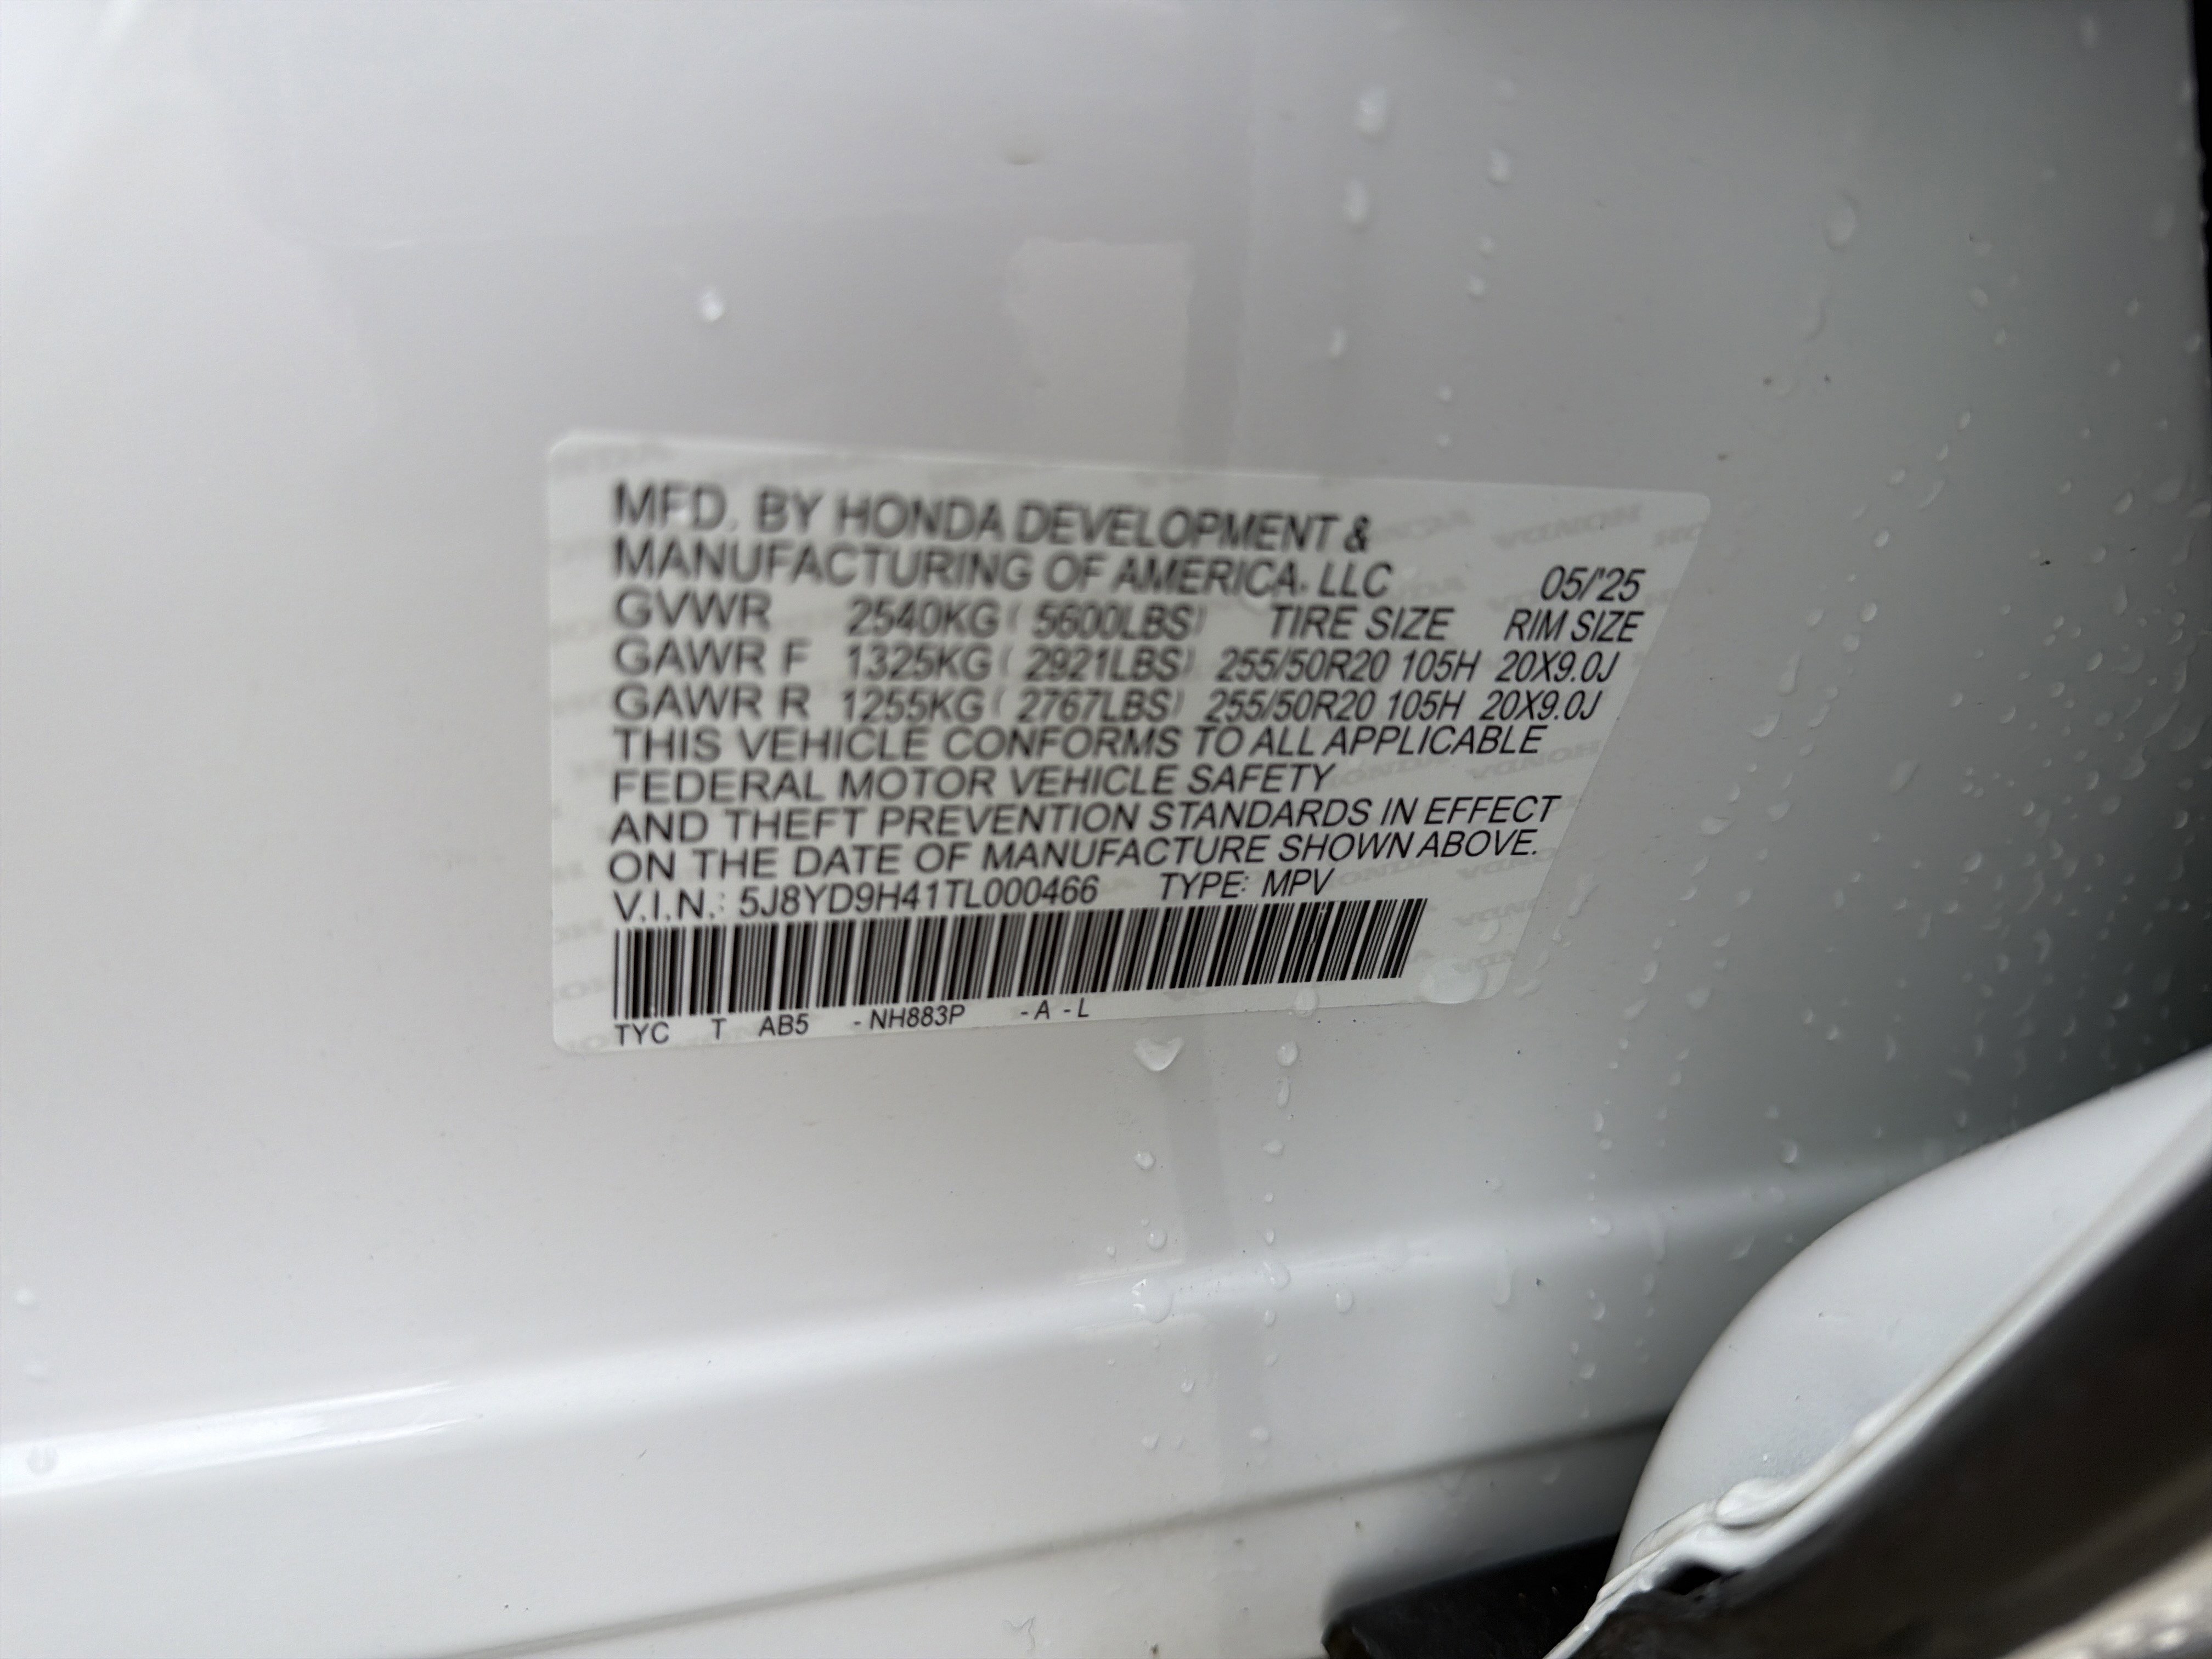 MFD. BY HONDA DEVELOPMENT &
MANUFACTURING OF AMERICA. LLC 05/'25
GVWR 2540KG ( 5600LBS) TIRE SIZE RIM SIZE
GAWR F 1325KG ( 2921LBS) 255/50R20 105H 20X9.0J
GAWR R 1255KG ( 2767LBS) 255/50R20 105H 20X9.0J
THIS VEHICLE CONFORMS TO ALL APPLICABLE
FEDERAL MOTOR VEHICLE SAFETY
AND THEFT PREVENTION STANDARDS IN EFFECT
ON THE DATE OF MANUFACTURE SHOWN ABOVE.
V.I.N.: 5J8YD9H41TL000466 TYPE: MPV
TYC T AB5 - NH883P - A - L